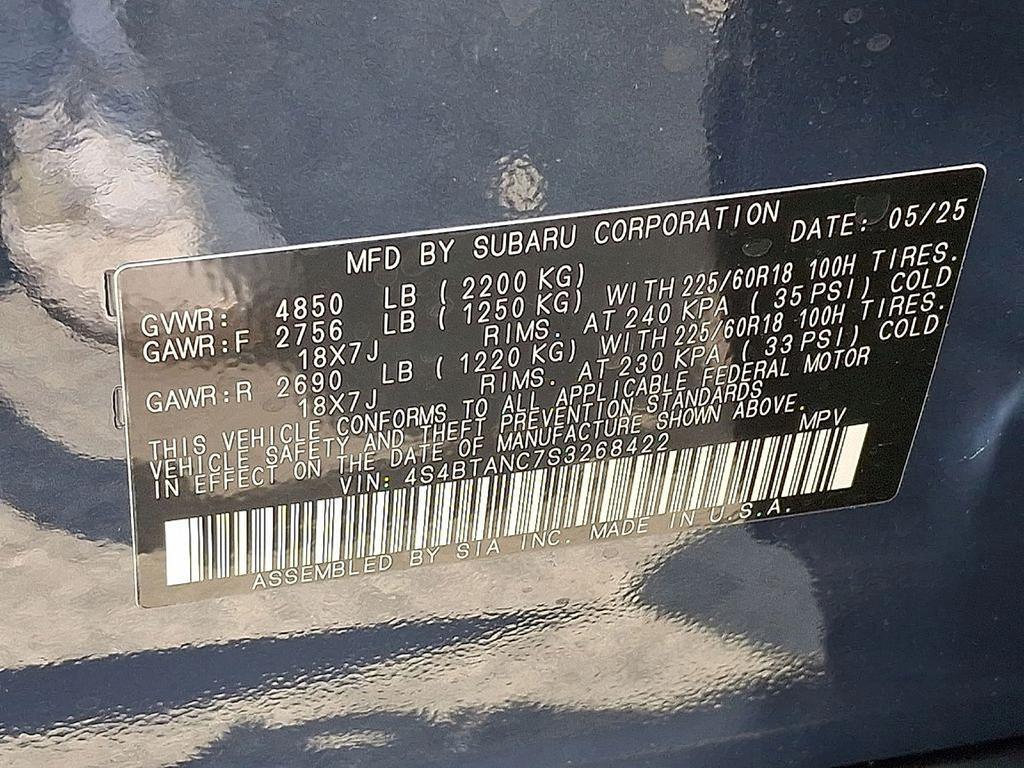 MFD BY SUBARU CORPORATION DATE: 05/25
GVWR: 4850 LB ( 2200 KG)
GAWR:F 2756 LB ( 1250 KG) WITH 225/60R18 100H TIRES.
18X7J RIMS. AT 240 KPA ( 35 PSI) COLD
GAWR:R 2690 LB ( 1220 KG) WITH 225/60R18 100H TIRES.
18X7J RIMS. AT 230 KPA ( 33 PSI) COLD
THIS VEHICLE CONFORMS TO ALL APPLICABLE FEDERAL MOTOR
VEHICLE SAFETY AND THEFT PREVENTION STANDARDS
IN EFFECT ON THE DATE OF MANUFACTURE SHOWN ABOVE.
VIN: 4S4BTANC7S3268422 MPV
ASSEMBLED BY SIA INC. MADE IN U.S.A.